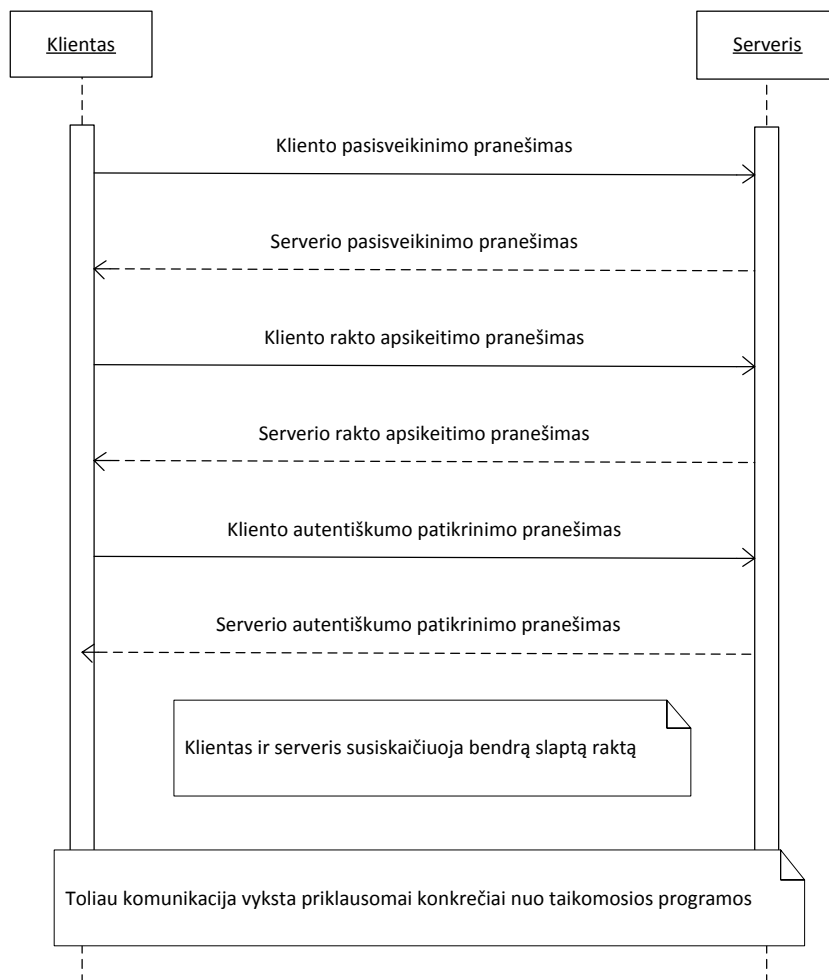 Klientas
Serveris
Kliento pasisveikinimo pranešimas
Serverio pasisveikinimo pranešimas
Kliento rakto apsikeitimo pranešimas
Serverio rakto apsikeitimo pranešimas
Kliento autentiškumo patikrinimo pranešimas
Serverio autentiškumo patikrinimo pranešimas
Klientas ir serveris susiskaičiuoja bendrą slaptą raktą
Toliau komunikacija vyksta priklausomai konkrečiai nuo taikomosios programos